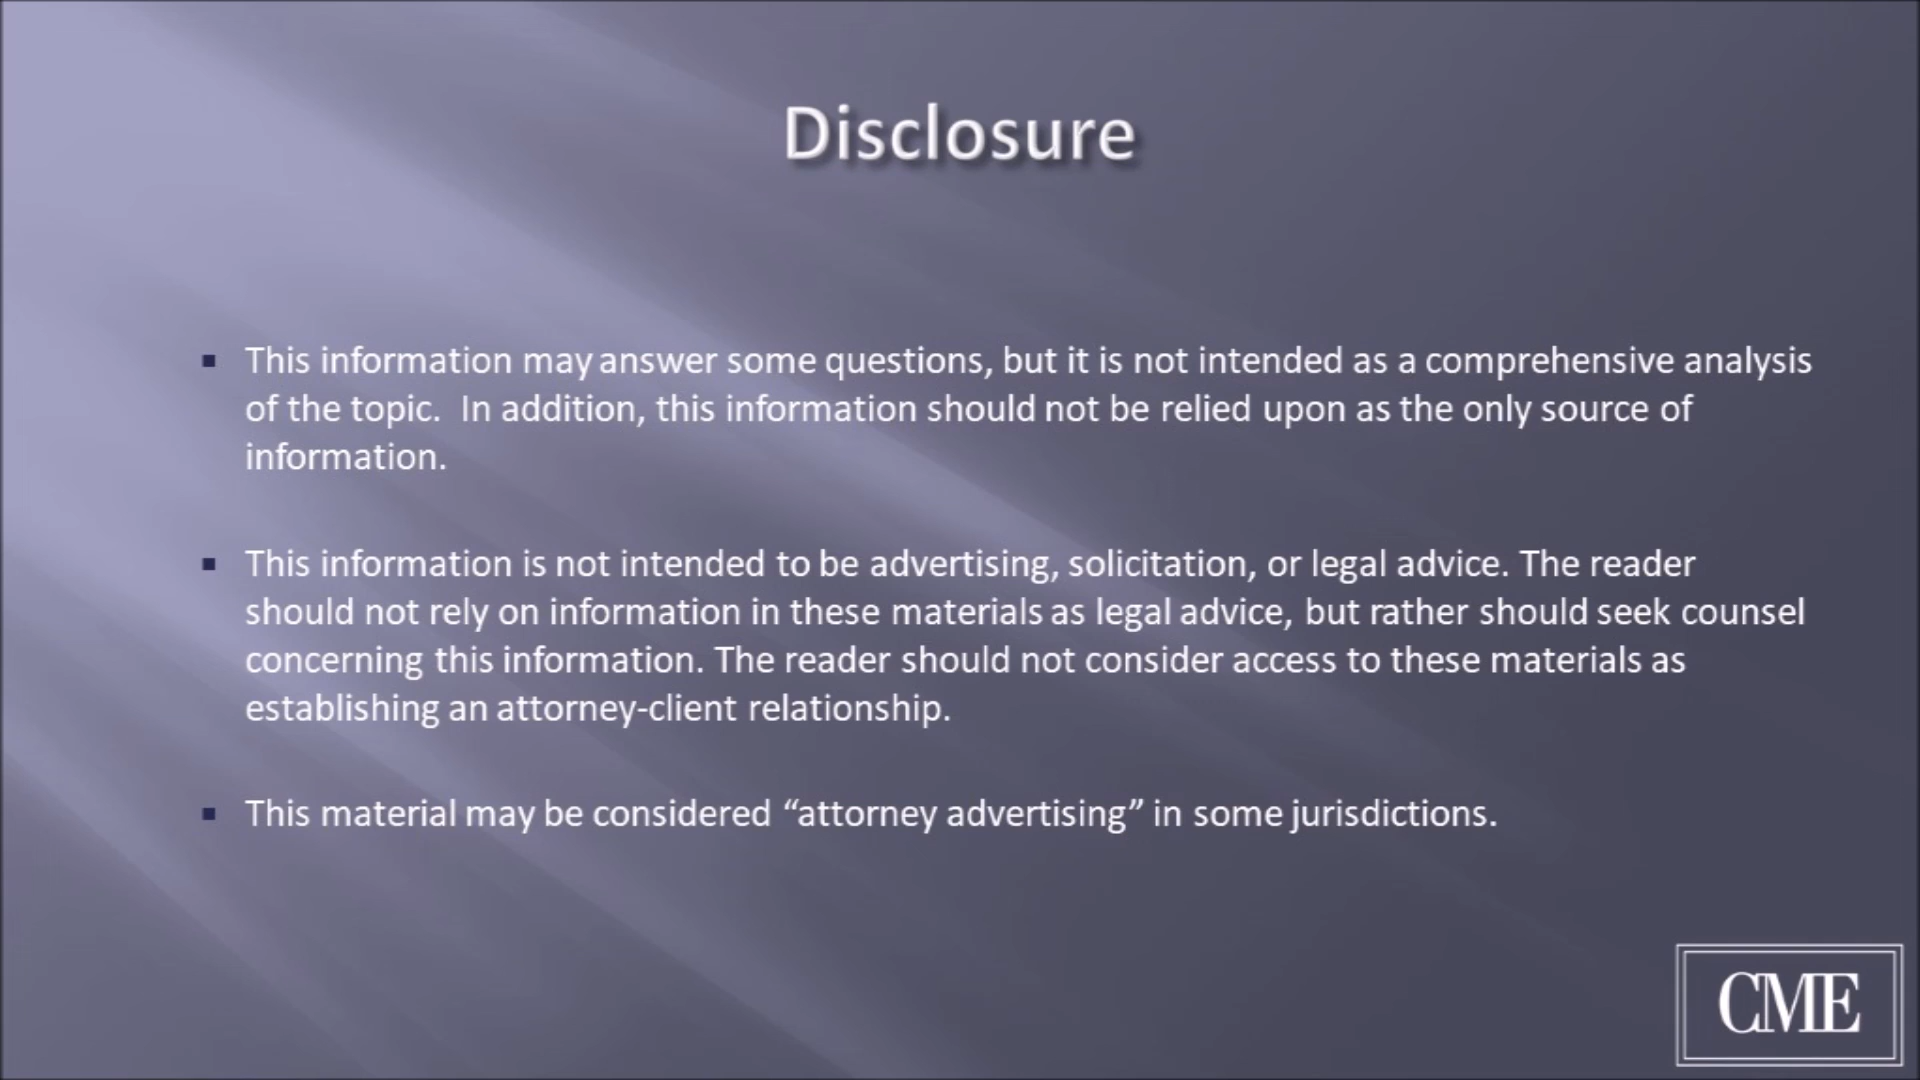 Disclosure
▪ This information may answer some questions, but it is not intended as a comprehensive analysis
of the topic.  In addition, this information should not be relied upon as the only source of
information.
▪ This information is not intended to be advertising, solicitation, or legal advice. The reader
should not rely on information in these materials as legal advice, but rather should seek counsel
concerning this information. The reader should not consider access to these materials as
establishing an attorney-client relationship.
▪ This material may be considered “attorney advertising” in some jurisdictions.
CME